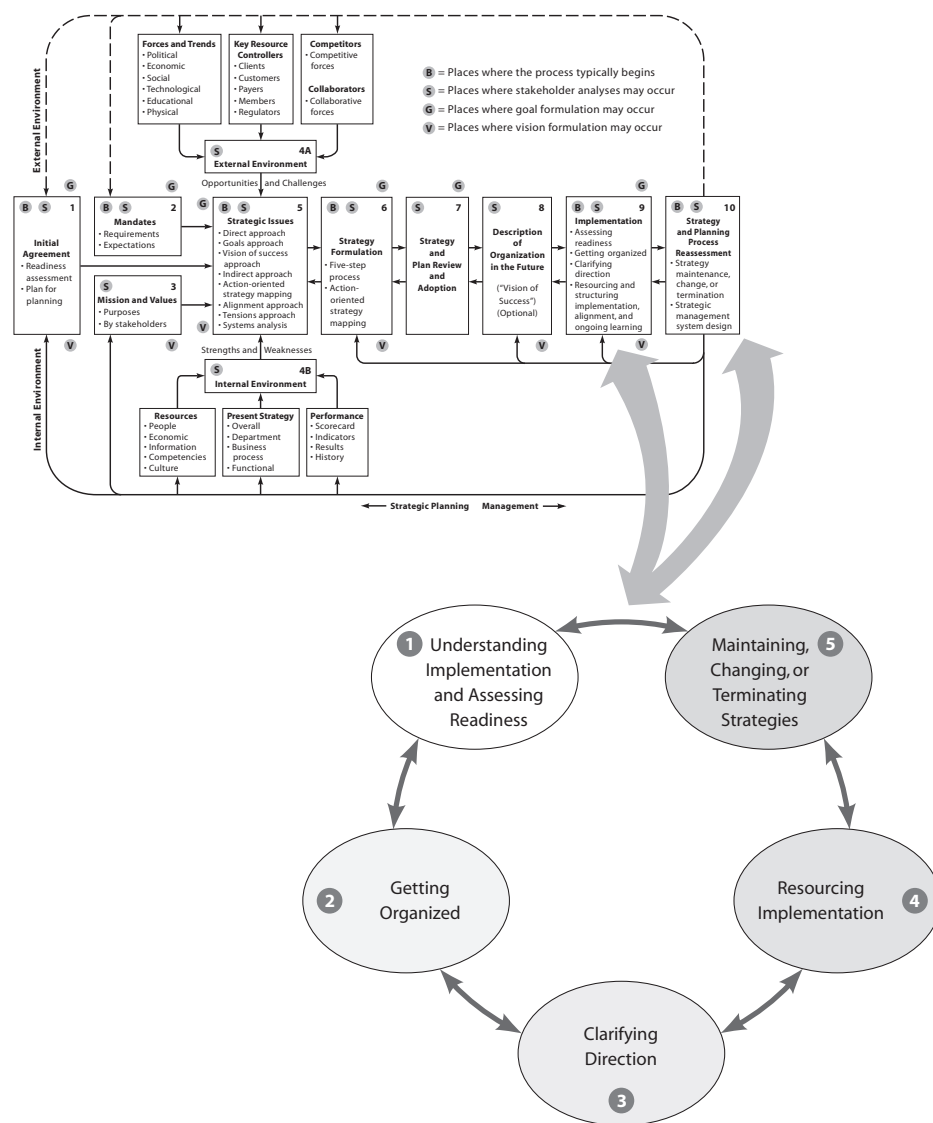 Forces and Trends
• Political
• Economic
• Social
• Technological
• Educational
• Physical
Key Resource
Controllers
• Clients
• Customers
• Payers
• Members
• Regulators
Competitors
• Competitive
forces
Collaborators
• Collaborative
forces
B = Places where the process typically begins
S = Places where stakeholder analyses may occur
G = Places where goal formulation may occur
V = Places where vision formulation may occur
External Environment
S 4A
External Environment
Opportunities and Challenges
G
B S 1
Initial
Agreement
• Readiness
assessment
• Plan for
planning
V
G
B S 2
Mandates
• Requirements
• Expectations
S 3
Mission and Values
• Purposes
• By stakeholders
V
G
B S 5
Strategic Issues
• Direct approach
• Goals approach
• Vision of success
approach
• Indirect approach
• Action-oriented
strategy mapping
• Alignment approach
• Tensions approach
• Systems analysis
V
G
B S 6
Strategy
Formulation
• Five-step
process
• Action-
oriented
strategy
mapping
V
G
S 7
Strategy
and
Plan Review
and
Adoption
S 8
Description
of
Organization
in the Future
("Vision of
Success")
(Optional)
V
G
B S 9
Implementation
• Assessing
readiness
• Getting organized
• Clarifying
direction
• Resourcing and
structuring
implementation,
alignment, and
ongoing learning
V
B S 10
Strategy
and Planning
Process
Reassessment
• Strategy
maintenance,
change, or
termination
• Strategic
management
system design
Internal Environment
Strengths and Weaknesses
S 4B
Internal Environment
Resources
• People
• Economic
• Information
• Competencies
• Culture
Present Strategy
• Overall
• Department
• Business
process
• Functional
Performance
• Scorecard
• Indicators
• Results
• History
Strategic Planning Management
1 Understanding
Implementation
and Assessing
Readiness
Maintaining, 5
Changing, or
Terminating
Strategies
2 Getting
Organized
Resourcing
Implementation 4
Clarifying
Direction
3